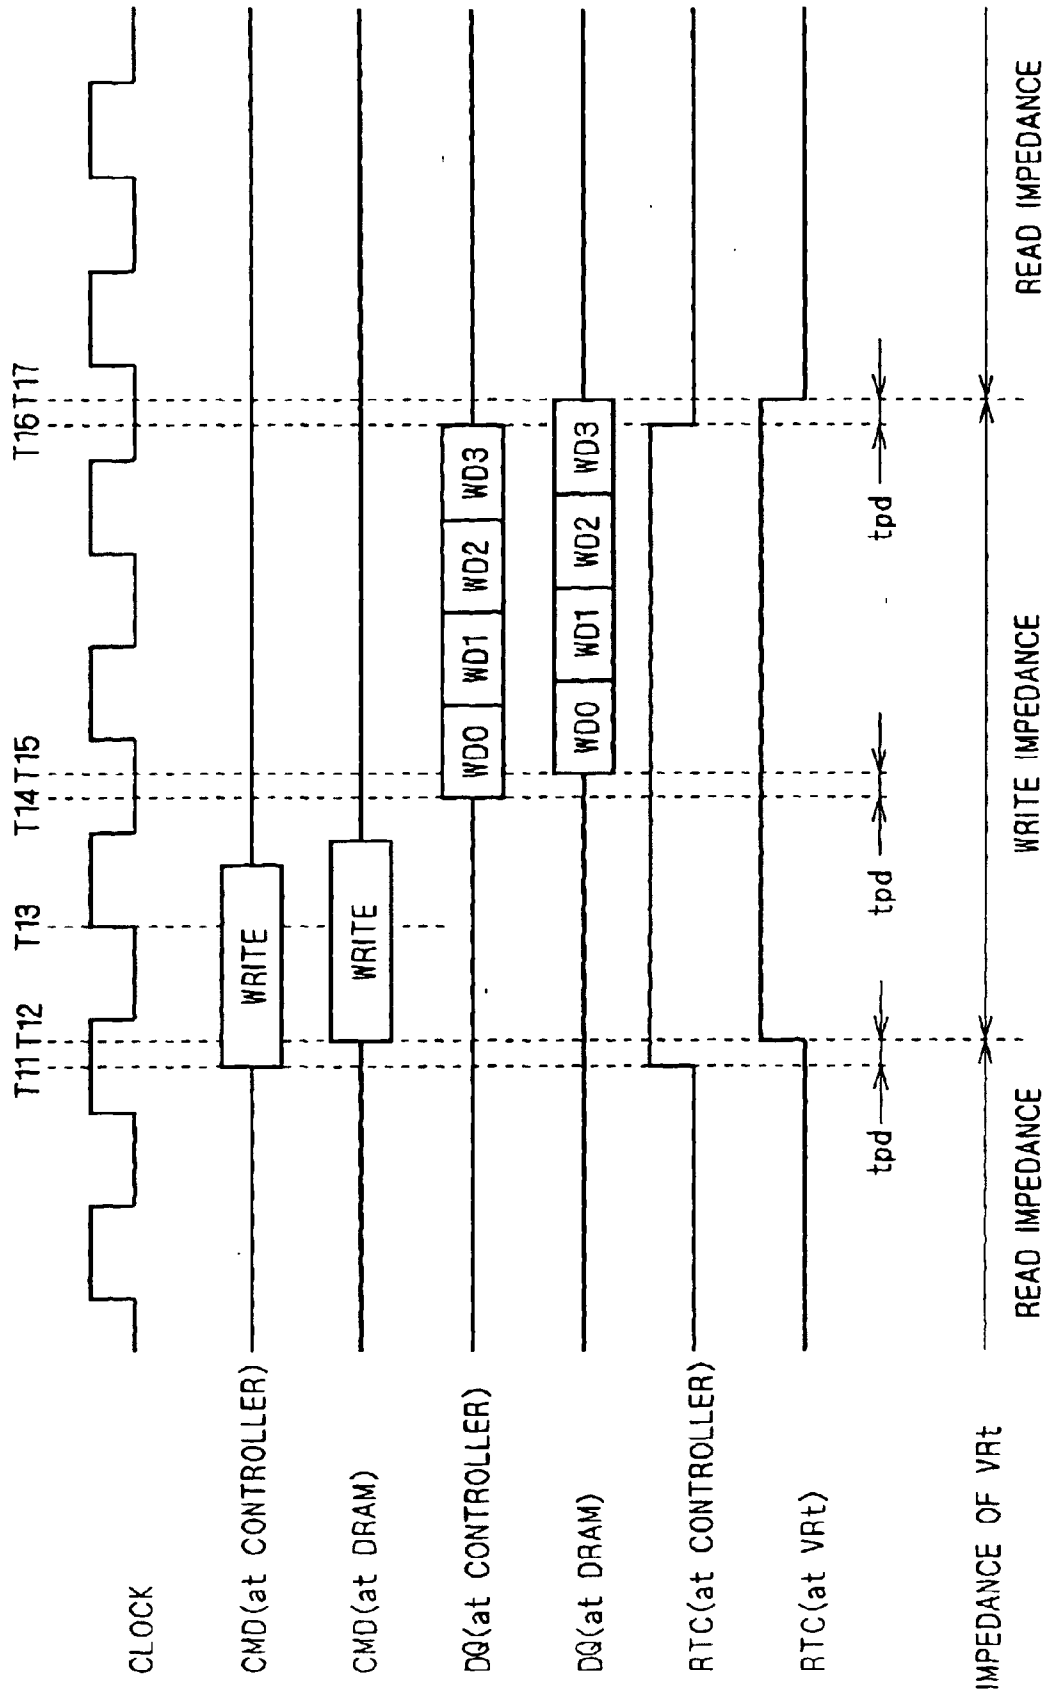 T11 T12 T13 T14 T15 T16 T17
CLOCK
CMD(at CONTROLLER) WRITE
CMD(at DRAM) WRITE
DQ(at CONTROLLER) WD0 WD1 WD2 WD3
DQ(at DRAM) WD0 WD1 WD2 WD3
RTC(at CONTROLLER)
RTC(at VRt)
tpd tpd tpd
IMPEDANCE OF VRt
READ IMPEDANCE WRITE IMPEDANCE READ IMPEDANCE